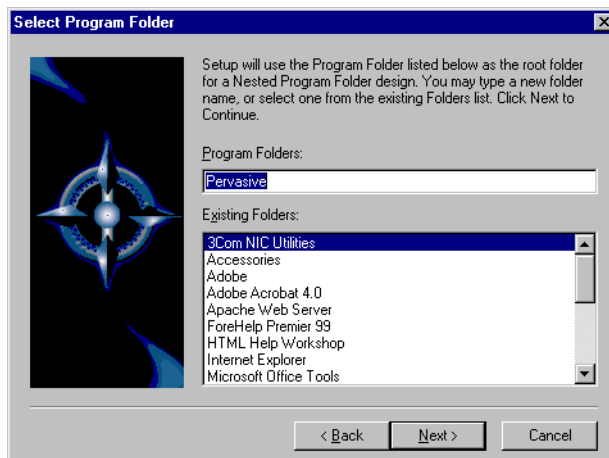 Select Program Folder
Setup will use the Program Folder listed below as the root folder
for a Nested Program Folder design. You may type a new folder
name, or select one from the existing Folders list. Click Next to
Continue.
Program Folders:
Pervasive
Existing Folders:
3Com NIC Utilities
Accessories
Adobe
Adobe Acrobat 4.0
Apache Web Server
ForeHelp Premier 99
HTML Help Workshop
Internet Explorer
Microsoft Office Tools
< Back
Next >
Cancel